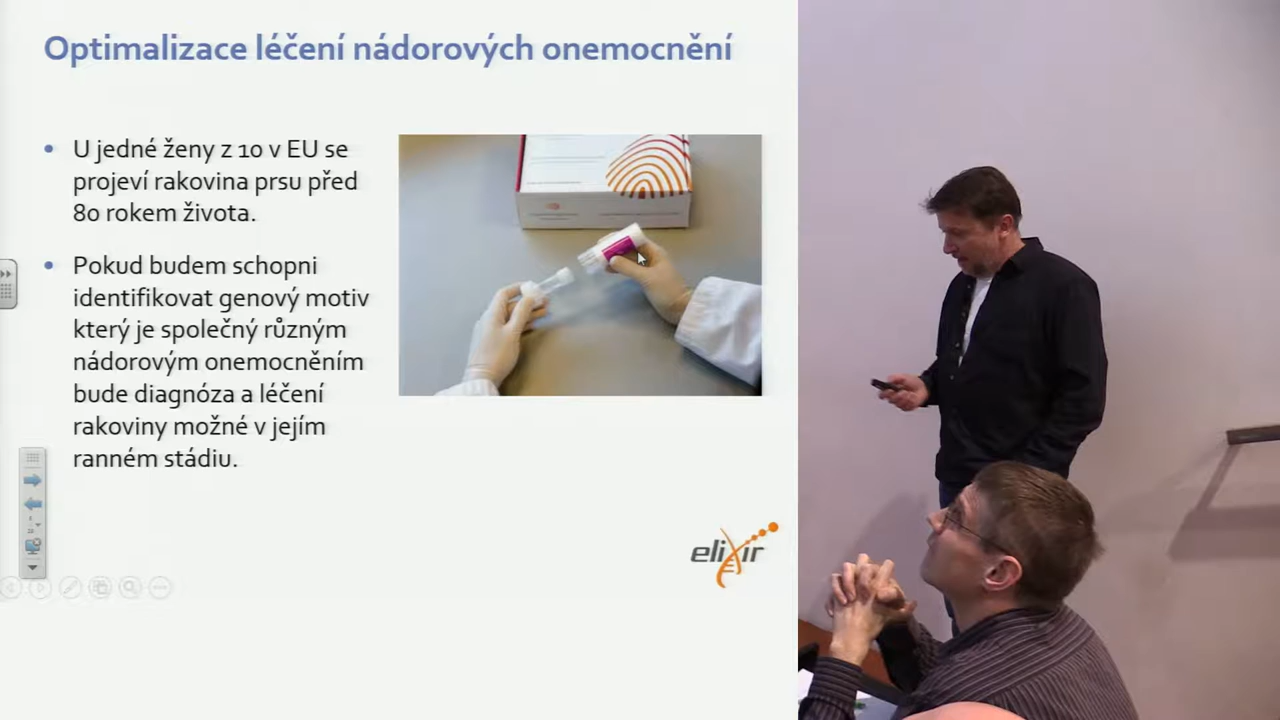 Optimalizace léčení nádorových onemocnění
U jedné ženy z 10 v EU se
projeví rakovina prsu před
80 rokem života.
Pokud budem schopni
identifikovat genový motiv
který je společný různým
nádorovým onemocněním
bude diagnóza a léčení
rakoviny možné v jejím
ranném stádiu.
elixir